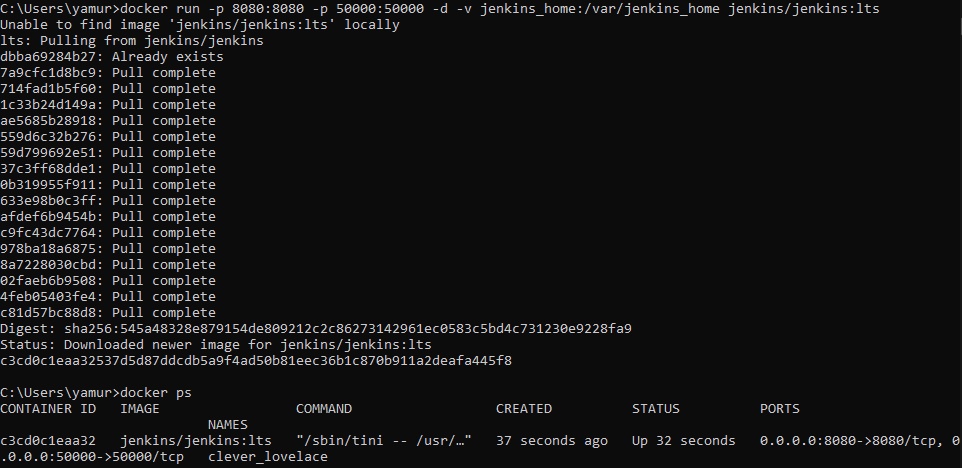 C:\Users\yamur>docker run -p 8080:8080 -p 50000:50000 -d -v jenkins_home:/var/jenkins_home jenkins/jenkins:lts
Unable to find image 'jenkins/jenkins:lts' locally
lts: Pulling from jenkins/jenkins
dbba69284b27: Already exists
7a9cfc1d8bc9: Pull complete
714fad1b5f60: Pull complete
1c33b24d149a: Pull complete
ae5685b28918: Pull complete
559d6c32b276: Pull complete
59d799692e51: Pull complete
37c3ff68dde1: Pull complete
0b319955f911: Pull complete
633e98b0c3ff: Pull complete
afdef6b9454b: Pull complete
c9fc43dc7764: Pull complete
978ba18a6875: Pull complete
8a7228030cbd: Pull complete
02faeb6b9508: Pull complete
4feb05403fe4: Pull complete
c81d57bc88d8: Pull complete
Digest: sha256:545a48328e879154de809212c2c86273142961ec0583c5bd4c731230e9228fa9
Status: Downloaded newer image for jenkins/jenkins:lts
c3cd0c1eaa32537d5d87ddcdb5a9f4ad50b81eec36b1c870b911a2deafa445f8
C:\Users\yamur>docker ps
CONTAINER ID   IMAGE                 COMMAND                  CREATED          STATUS          PORTS
NAMES
c3cd0c1eaa32   jenkins/jenkins:lts   "/sbin/tini -- /usr/…"   37 seconds ago   Up 32 seconds   0.0.0.0:8080->8080/tcp, 0
.0.0.0:50000->50000/tcp   clever_lovelace